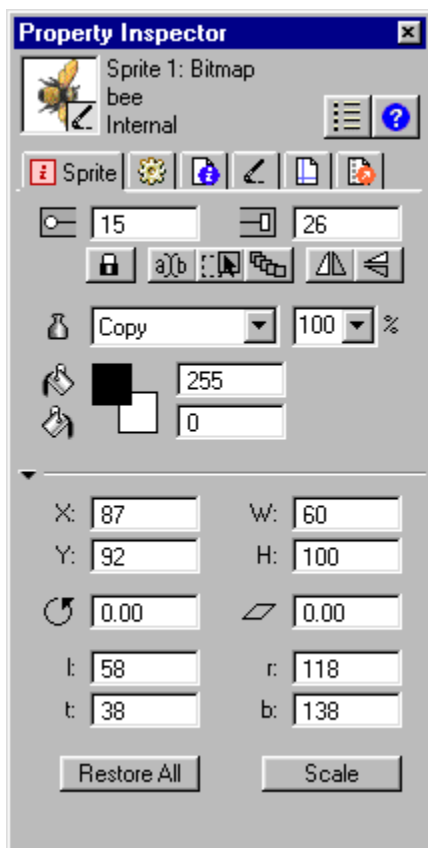 Property Inspector
Sprite 1: Bitmap
bee
Internal
Sprite
15 26
a b
Copy 100 %
255
0
X: 87 W: 60
Y: 92 H: 100
0.00 0.00
l: 58 r: 118
t: 38 b: 138
Restore All Scale